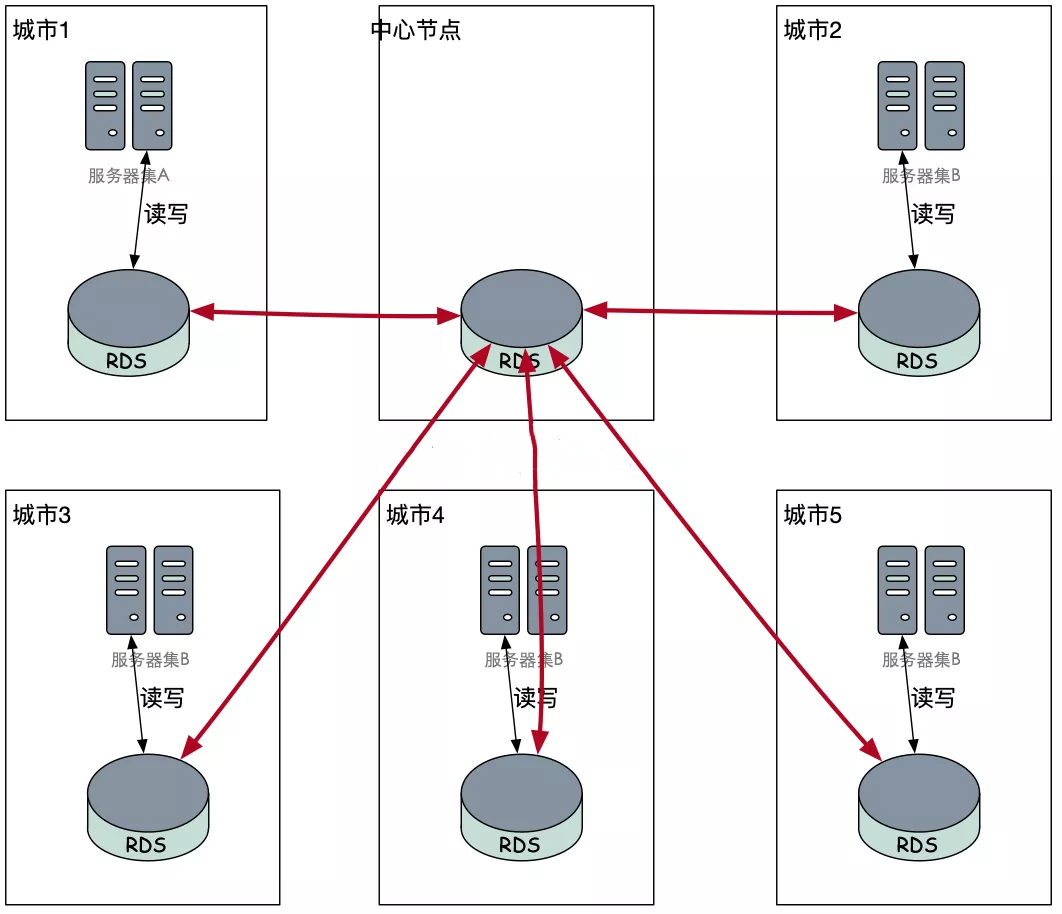 城市1
中心节点
城市2
服务器集A
服务器集B
读写
读写
RDS
RDS
RDS
城市3
城市4
城市5
服务器集B
服务器集B
服务器集B
读写
读写
读写
RDS
RDS
RDS